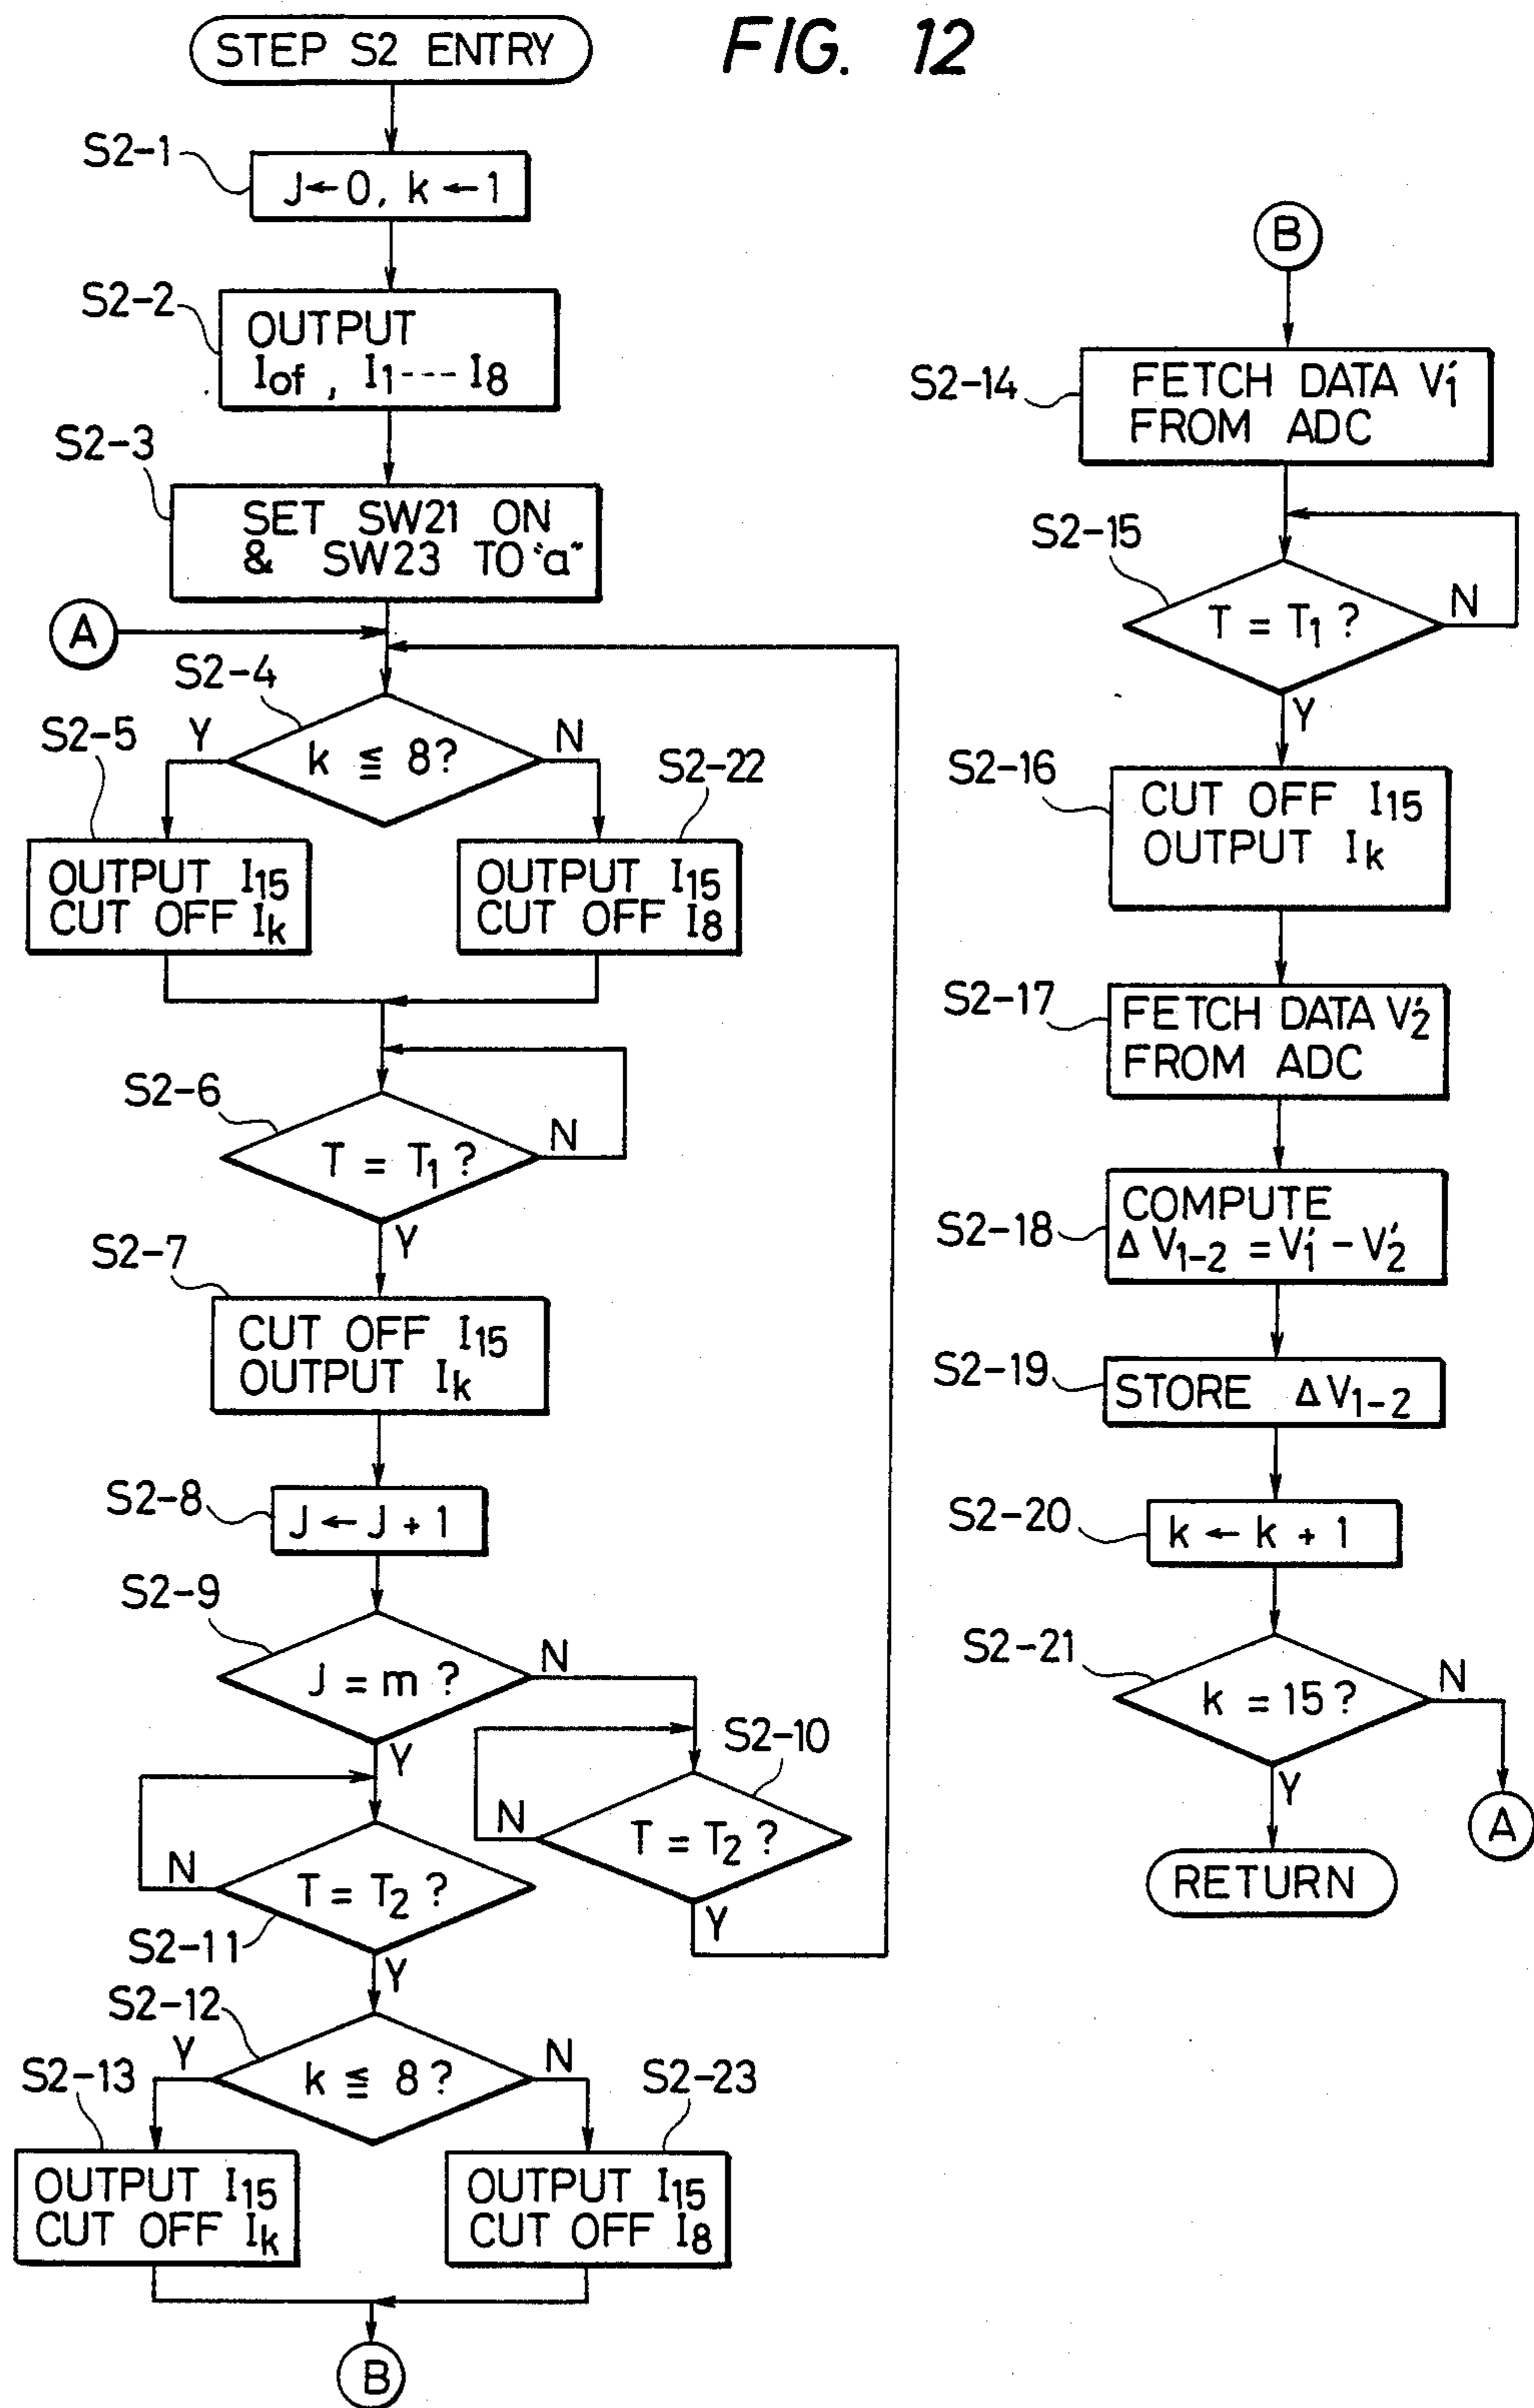 FIG. 12
STEP S2 ENTRY
S2-1
J←0, k←1
S2-2
OUTPUT
Iof , I1---I8
S2-3
SET SW21 ON
& SW23 TO "a"
A
S2-4
k ≦ 8?
Y
N
S2-5
OUTPUT I15
CUT OFF Ik
S2-22
OUTPUT I15
CUT OFF I8
S2-6
T = T1 ?
N
Y
S2-7
CUT OFF I15
OUTPUT Ik
S2-8
J ← J + 1
S2-9
J = m ?
N
Y
S2-10
T = T2 ?
N
Y
T = T2 ?
N
S2-11
Y
S2-12
k ≦ 8 ?
Y
N
S2-13
OUTPUT I15
CUT OFF Ik
S2-23
OUTPUT I15
CUT OFF I8
B
B
S2-14
FETCH DATA V1'
FROM ADC
S2-15
T = T1 ?
N
Y
S2-16
CUT OFF I15
OUTPUT Ik
S2-17
FETCH DATA V2'
FROM ADC
S2-18
COMPUTE
Δ V1-2 = V1' - V2'
S2-19
STORE ΔV1-2
S2-20
k ← k + 1
S2-21
k = 15 ?
N
Y
A
RETURN